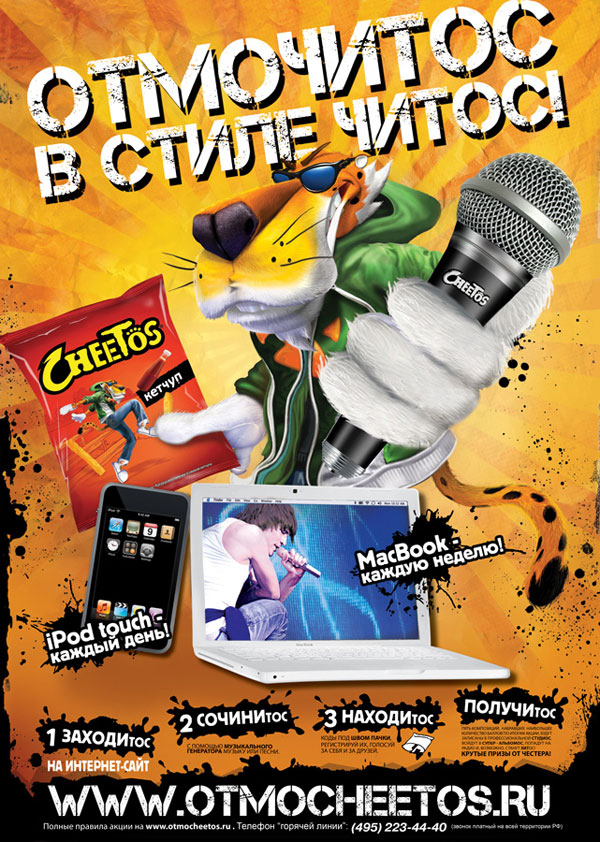 ОТМОЧИТОС
В СТИЛЕ ЧИТОС!
CHEETOS
CHEETOS
КЕТЧУП
MacBook -
каждую неделю!
iPod touch -
каждый день!
1 ЗАХОДИТОС
НА ИНТЕРНЕТ-САЙТ
2 СОЧИНИТОС
С ПОМОЩЬЮ МУЗЫКАЛЬНОГО
ГЕНЕРАТОРА МУЗЫКУ ИЛИ ПЕСНИ.
3 НАХОДИТОС
КОДЫ ПОД ШВОМ ПАЧКИ,
РЕГИСТРИРУЙ ИХ, ГОЛОСУЙ
ЗА СЕБЯ И ЗА ДРУЗЕЙ.
ПОЛУЧИТОС
КРУТЫЕ ПРИЗЫ ОТ ЧЕСТЕРА!
WWW.OTMOCHEETOS.RU
Полные правила акции на www.otmocheetos.ru . Телефон "горячей линии": (495) 223-44-40 (звонок платный на всей территории РФ)